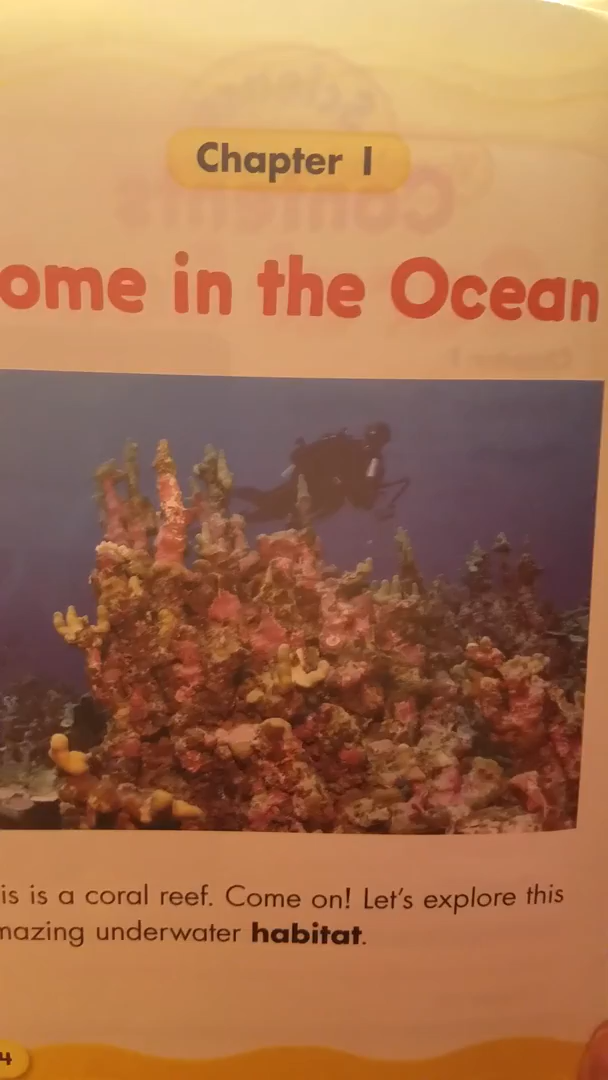 Chapter 1
ome in the Ocean
is is a coral reef. Come on! Let's explore this
mazing underwater habitat.
4